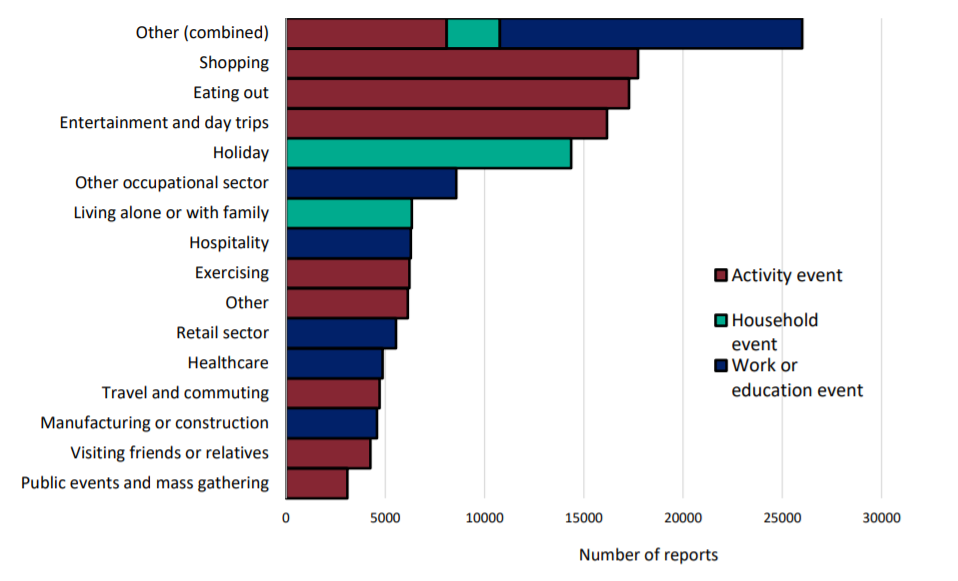 Other (combined)
Shopping
Eating out
Entertainment and day trips
Holiday
Other occupational sector
Living alone or with family
Hospitality
Exercising
Other
Retail sector
Healthcare
Travel and commuting
Manufacturing or construction
Visiting friends or relatives
Public events and mass gathering
Activity event
Household
event
Work or
education event
0 5000 10000 15000 20000 25000 30000
Number of reports